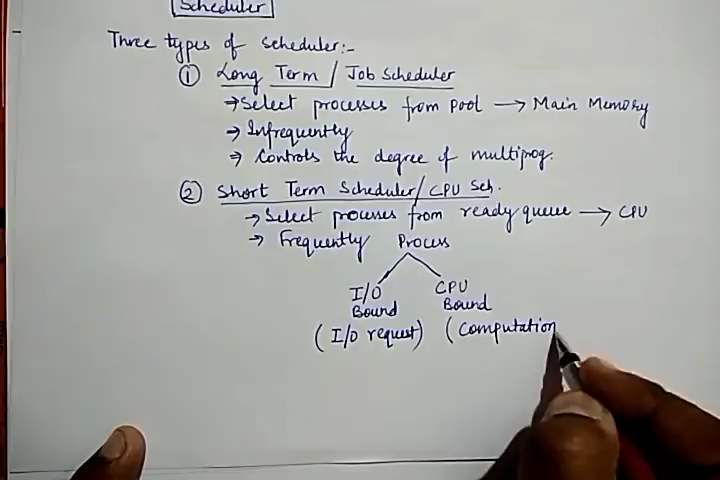 Scheduler
Three types of Scheduler:-
① Long Term / Job Scheduler
→ Select processes from Pool → Main Memory
→ Infrequently
→ Controls the degree of multiprog.
② Short Term Scheduler / CPU Sch.
→ Select processes from ready queue → CPU
→ Frequently Process
I/O CPU
Bound Bound
(I/O request) (Computation